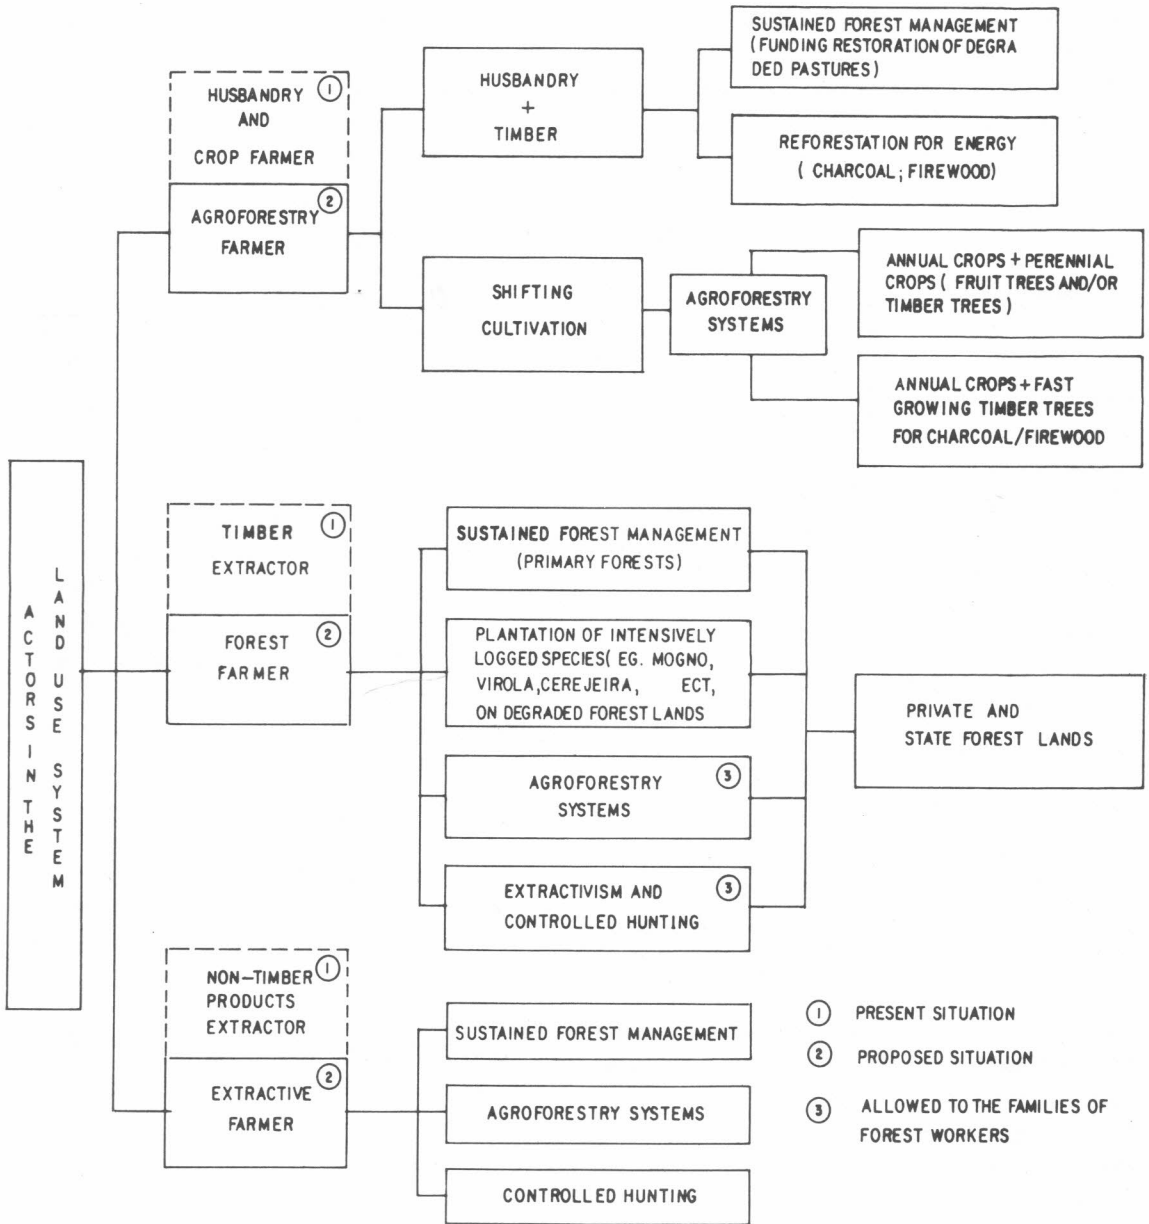 ACTORS IN THE
LAND USE SYSTEM
HUSBANDRY ①
AND
CROP FARMER
AGROFORESTRY ②
FARMER
HUSBANDRY
+
TIMBER
SUSTAINED FOREST MANAGEMENT
(FUNDING RESTORATION OF DEGRA
DED PASTURES)
REFORESTATION FOR ENERGY
( CHARCOAL; FIREWOOD)
SHIFTING
CULTIVATION
AGROFORESTRY
SYSTEMS
ANNUAL CROPS + PERENNIAL
CROPS ( FRUIT TREES AND/OR
TIMBER TREES )
ANNUAL CROPS + FAST
GROWING TIMBER TREES
FOR CHARCOAL/FIREWOOD
TIMBER ①
EXTRACTOR
FOREST ②
FARMER
SUSTAINED FOREST MANAGEMENT
(PRIMARY FORESTS)
PLANTATION OF INTENSIVELY
LOGGED SPECIES( EG. MOGNO,
VIROLA, CEREJEIRA, ECT,
ON DEGRADED FOREST LANDS
AGROFORESTRY ③
SYSTEMS
EXTRACTIVISM AND ③
CONTROLLED HUNTING
PRIVATE AND
STATE FOREST LANDS
NON-TIMBER ①
PRODUCTS
EXTRACTOR
EXTRACTIVE ②
FARMER
SUSTAINED FOREST MANAGEMENT
AGROFORESTRY SYSTEMS
CONTROLLED HUNTING
① PRESENT SITUATION
② PROPOSED SITUATION
③ ALLOWED TO THE FAMILIES OF
FOREST WORKERS